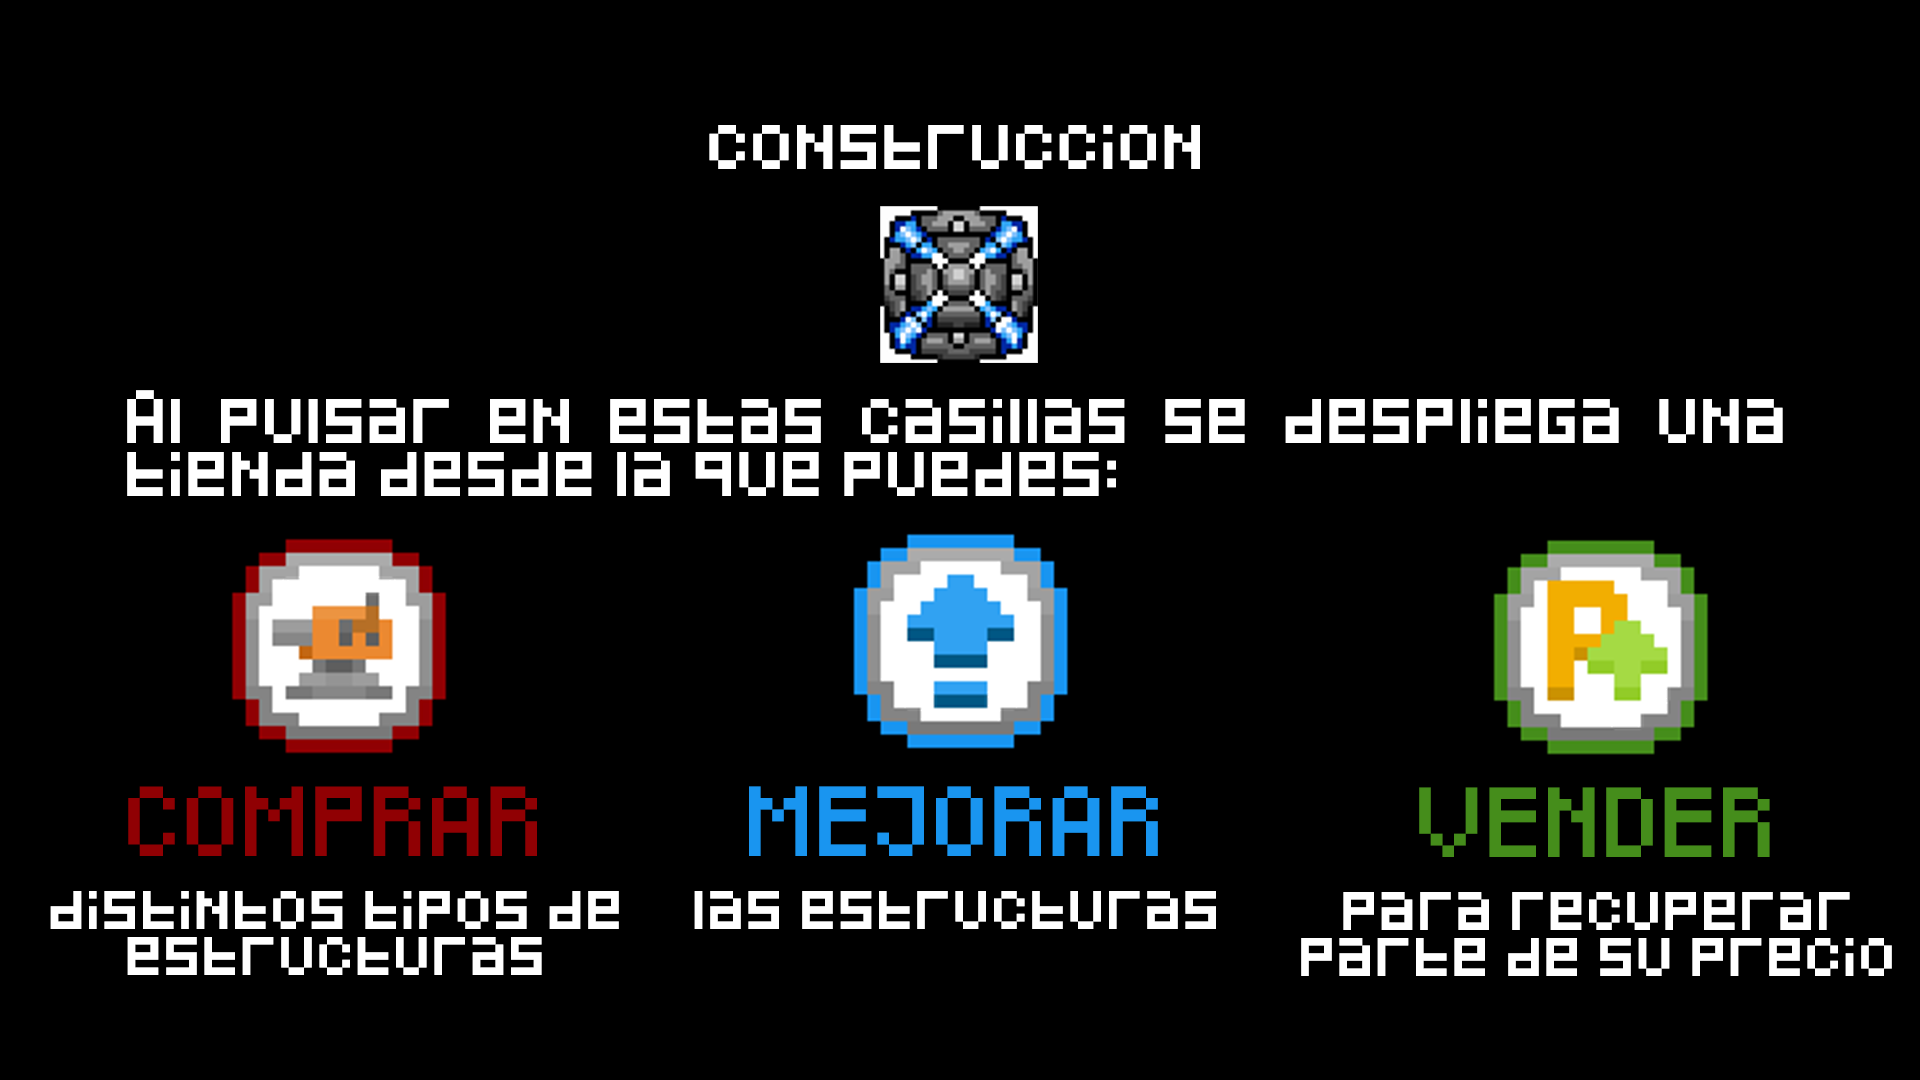 CONSTRUCCION
Al pulsar en estas casillas se despliega una
tienda desde la que puedes:
P
COMPRAR
distintos tipos de
estructuras
MEJORAR
las estructuras
VENDER
para recuperar
parte de su precio